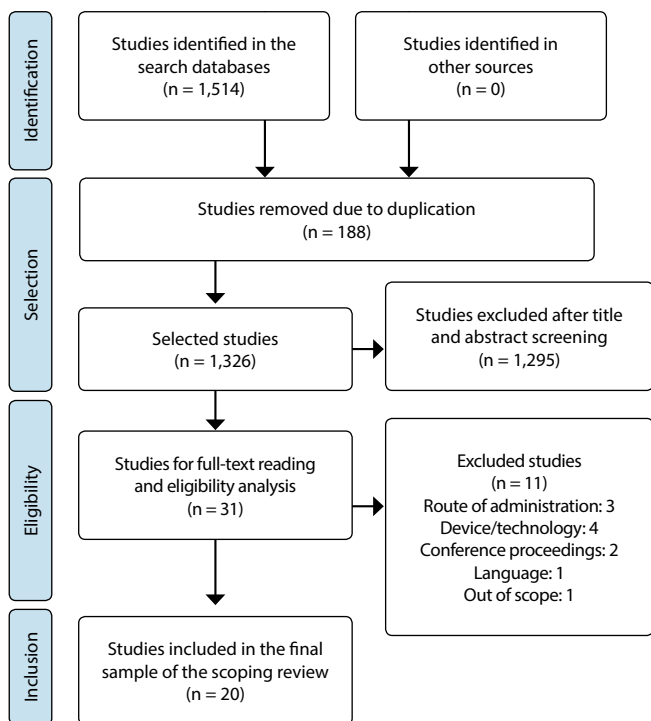 Identification
Studies identified in the
search databases
(n = 1,514)
Studies identified in
other sources
(n = 0)
Selection
Studies removed due to duplication
(n = 188)
Selected studies
(n = 1,326)
Studies excluded after title
and abstract screening
(n = 1,295)
Eligibility
Studies for full-text reading
and eligibility analysis
(n = 31)
Excluded studies
(n = 11)
Route of administration: 3
Device/technology: 4
Conference proceedings: 2
Language: 1
Out of scope: 1
Inclusion
Studies included in the final
sample of the scoping review
(n = 20)